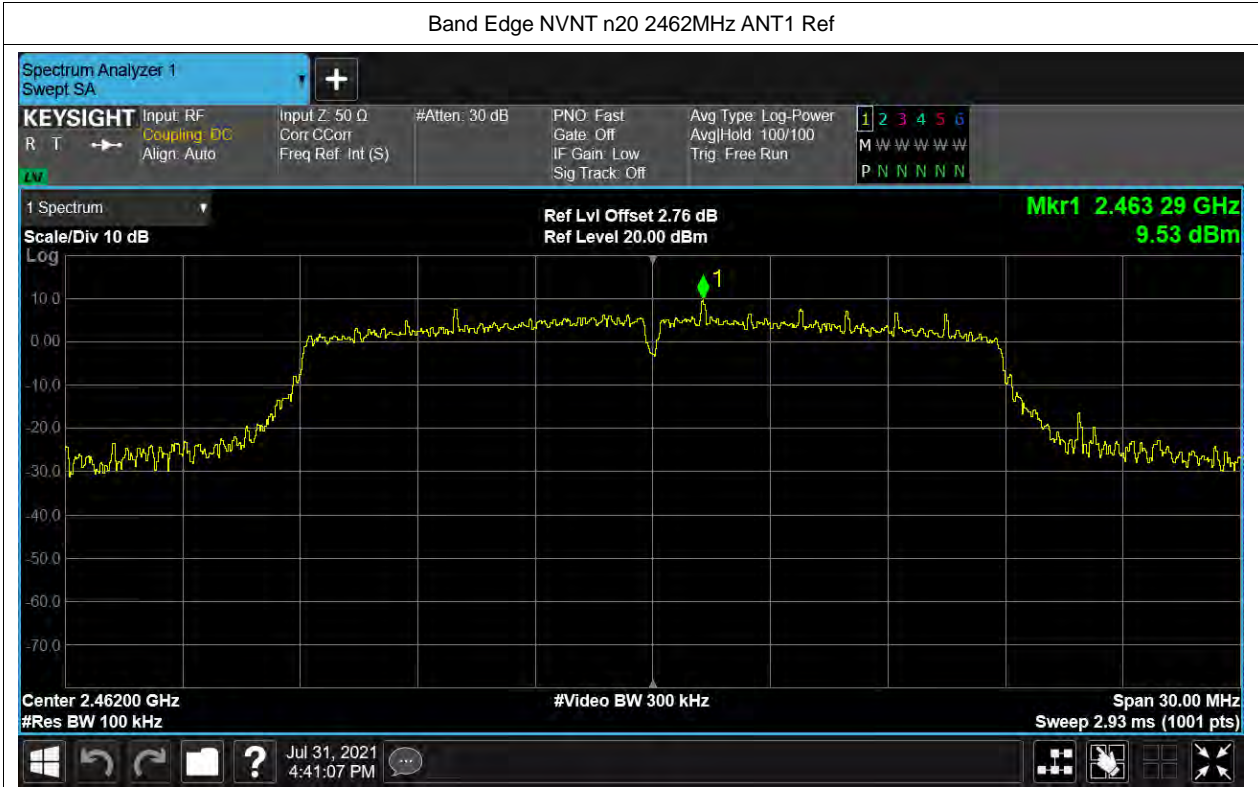 Band Edge NVNT n20 2462MHz ANT1 Ref
Spectrum Analyzer 1
Swept SA
+
KEYSIGHT
R T
LXI
Input: RF
Coupling: DC
Align: Auto
Input Z: 50 Ω
Corr CCorr
Freq Ref: Int (S)
#Atten: 30 dB
PNO: Fast
Gate: Off
IF Gain: Low
Sig Track: Off
Avg Type: Log-Power
Avg|Hold: 100/100
Trig: Free Run
1 2 3 4 5 6
M W W W W W
P N N N N N
1 Spectrum
Scale/Div 10 dB
Log
Ref Lvl Offset 2.76 dB
Ref Level 20.00 dBm
Mkr1 2.463 29 GHz
9.53 dBm
1
10.0
0.00
-10.0
-20.0
-30.0
-40.0
-50.0
-60.0
-70.0
Center 2.46200 GHz
#Res BW 100 kHz
#Video BW 300 kHz
Span 30.00 MHz
Sweep 2.93 ms (1001 pts)
?
Jul 31, 2021
4:41:07 PM